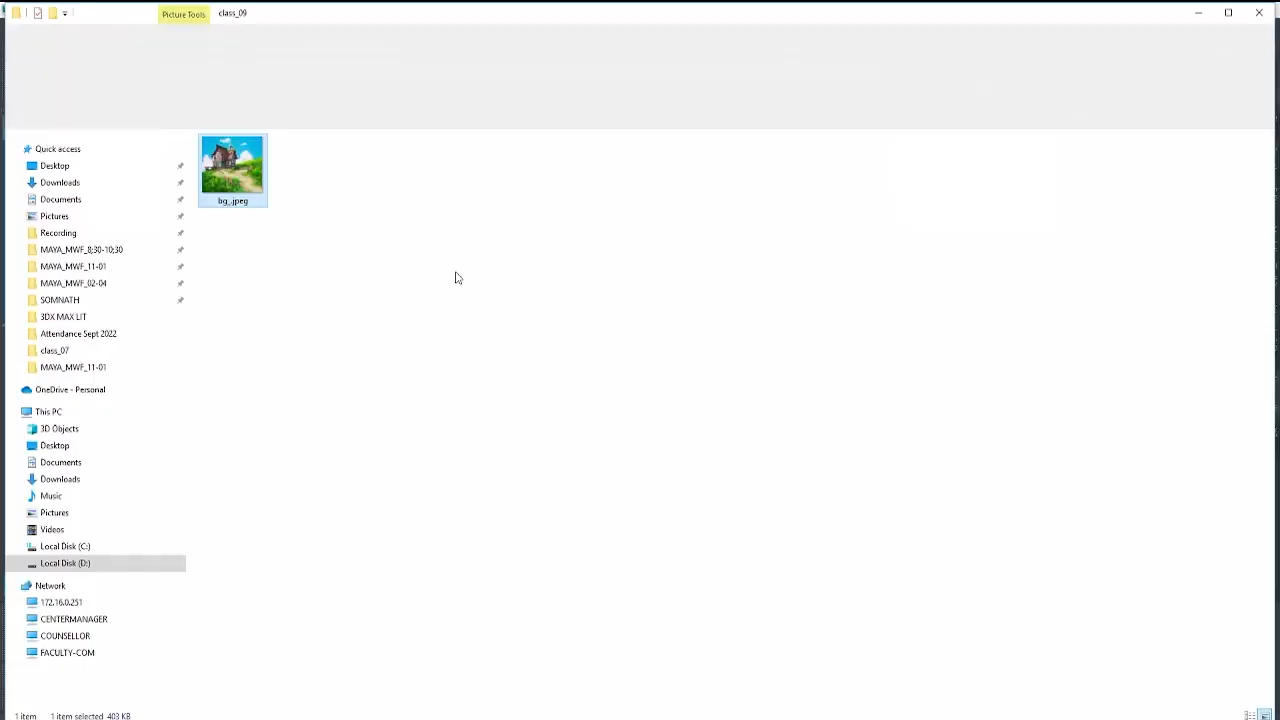 Picture Tools class_09
Quick access
Desktop
Downloads
Documents
Pictures
Recording
MAYA_MWF_8;30-10;30
MAYA_MWF_11-01
MAYA_MWF_02-04
SOMNATH
3DX MAX LIT
Attendance Sept 2022
class_07
MAYA_MWF_11-01
OneDrive - Personal
This PC
3D Objects
Desktop
Documents
Downloads
Music
Pictures
Videos
Local Disk (C:)
Local Disk (D:)
Network
172.16.0.251
CENTERMANAGER
COUNSELLOR
FACULTY-COM
bg_.jpeg
1 item 1 item selected 403 KB